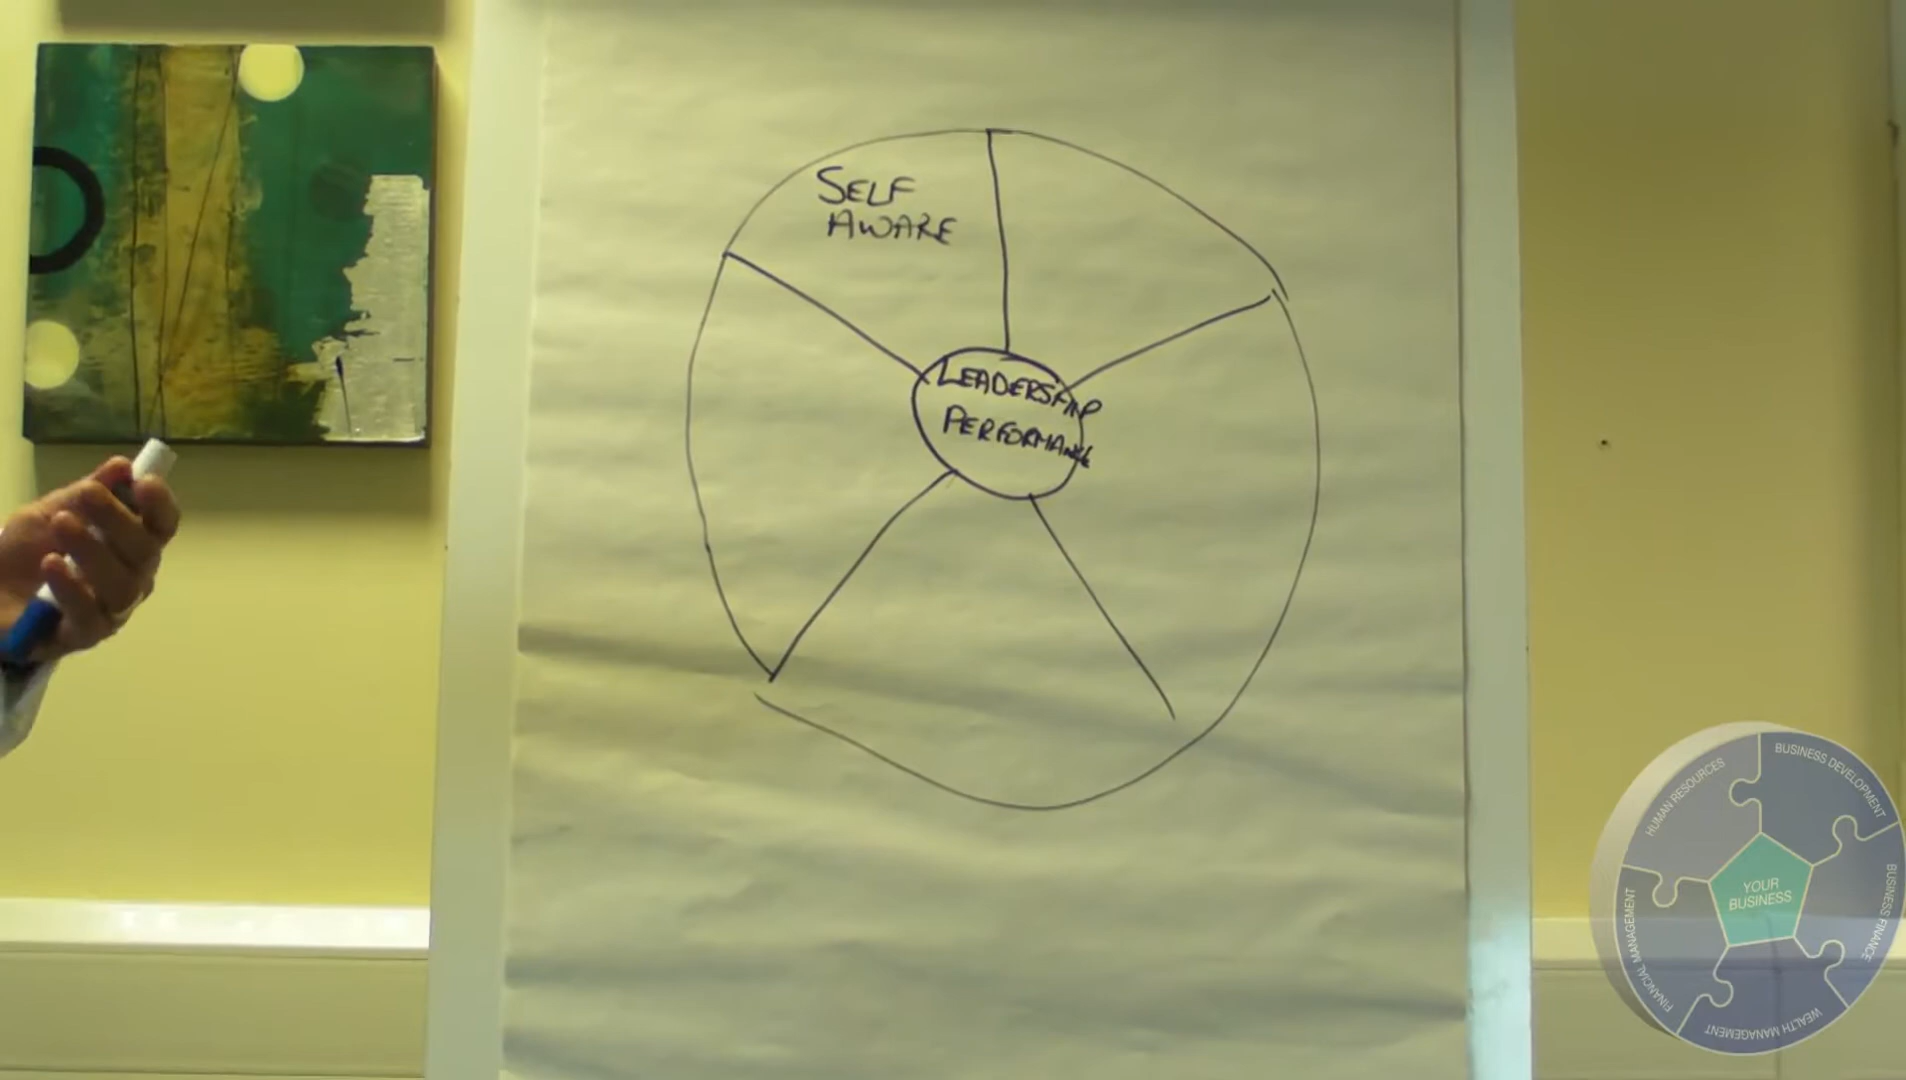 SELF
AWARE
LEADERSHIP
PERFORMANCE
HUMAN RESOURCES
BUSINESS DEVELOPMENT
BUSINESS FINANCE
WEALTH MANAGEMENT
FINANCIAL MANAGEMENT
YOUR
BUSINESS